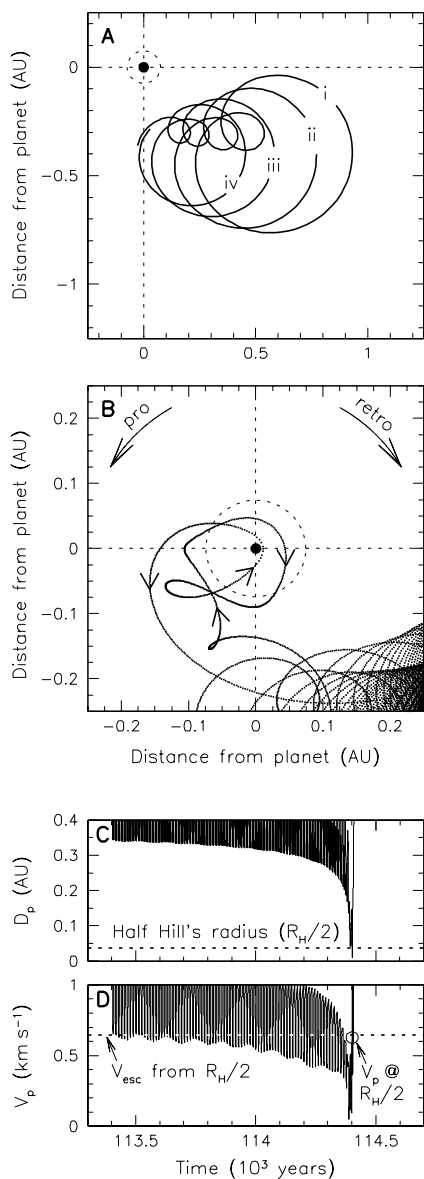 A
i
ii
iii
iv
0
−0.5
−1
Distance from planet (AU)
0
0.5
1
B
pro
retro
0.2
0.1
0
−0.1
−0.2
Distance from planet (AU)
−0.2
−0.1
0
0.1
0.2
Distance from planet (AU)
C
0.4
0.3
0.2
0.1
0
D_p (AU)
Half Hill's radius (R_H/2)
D
1
0.5
0
V_p (km s⁻¹)
V_esc from R_H/2
V_p @
R_H/2
113.5
114
114.5
Time (10³ years)